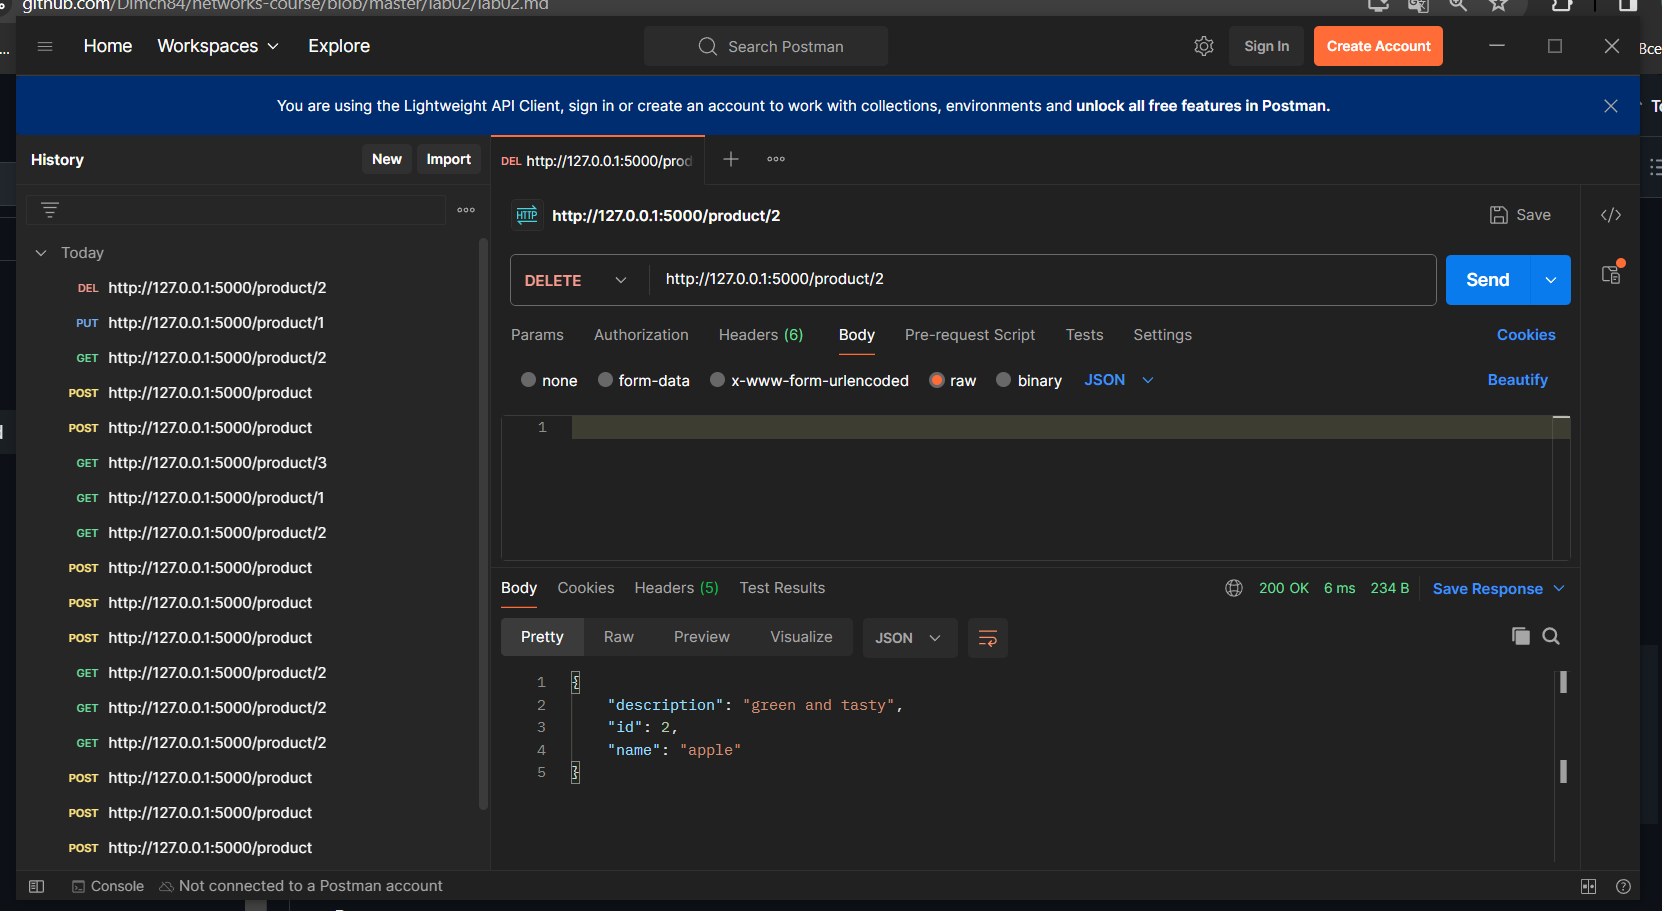 github.com/Dimch84/networks-course/blob/master/lab02/lab02.md
Home Workspaces Explore Search Postman Sign In Create Account
Все
You are using the Lightweight API Client, sign in or create an account to work with collections, environments and unlock all free features in Postman.
History New Import
DEL http://127.0.0.1:5000/prod
http://127.0.0.1:5000/product/2 Save
Today
DEL http://127.0.0.1:5000/product/2
PUT http://127.0.0.1:5000/product/1
GET http://127.0.0.1:5000/product/2
POST http://127.0.0.1:5000/product
POST http://127.0.0.1:5000/product
GET http://127.0.0.1:5000/product/3
GET http://127.0.0.1:5000/product/1
GET http://127.0.0.1:5000/product/2
POST http://127.0.0.1:5000/product
POST http://127.0.0.1:5000/product
POST http://127.0.0.1:5000/product
GET http://127.0.0.1:5000/product/2
GET http://127.0.0.1:5000/product/2
GET http://127.0.0.1:5000/product/2
POST http://127.0.0.1:5000/product
POST http://127.0.0.1:5000/product
POST http://127.0.0.1:5000/product
HTTP
DELETE http://127.0.0.1:5000/product/2 Send
Params Authorization Headers (6) Body Pre-request Script Tests Settings Cookies
none form-data x-www-form-urlencoded raw binary JSON Beautify
1
Body Cookies Headers (5) Test Results 200 OK 6 ms 234 B Save Response
Pretty Raw Preview Visualize JSON
1 {
2 "description": "green and tasty",
3 "id": 2,
4 "name": "apple"
5 }
Console Not connected to a Postman account